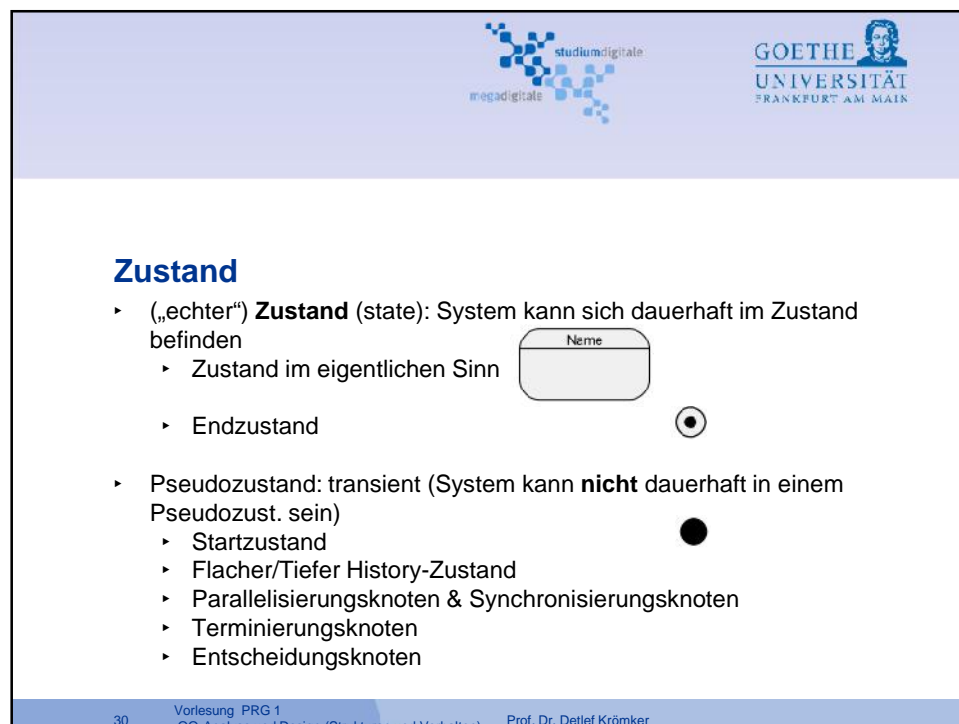 studiumdigitale
megadigitale
GOETHE
UNIVERSITÄT
FRANKFURT AM MAIN
Zustand
‣ („echter“) Zustand (state): System kann sich dauerhaft im Zustand
befinden
Name
‣ Zustand im eigentlichen Sinn
‣ Endzustand
‣ Pseudozustand: transient (System kann nicht dauerhaft in einem
Pseudozust. sein)
‣ Startzustand
‣ Flacher/Tiefer History-Zustand
‣ Parallelisierungsknoten & Synchronisierungsknoten
‣ Terminierungsknoten
‣ Entscheidungsknoten
Vorlesung PRG 1
30 Prof. Dr. Detlef Krömker